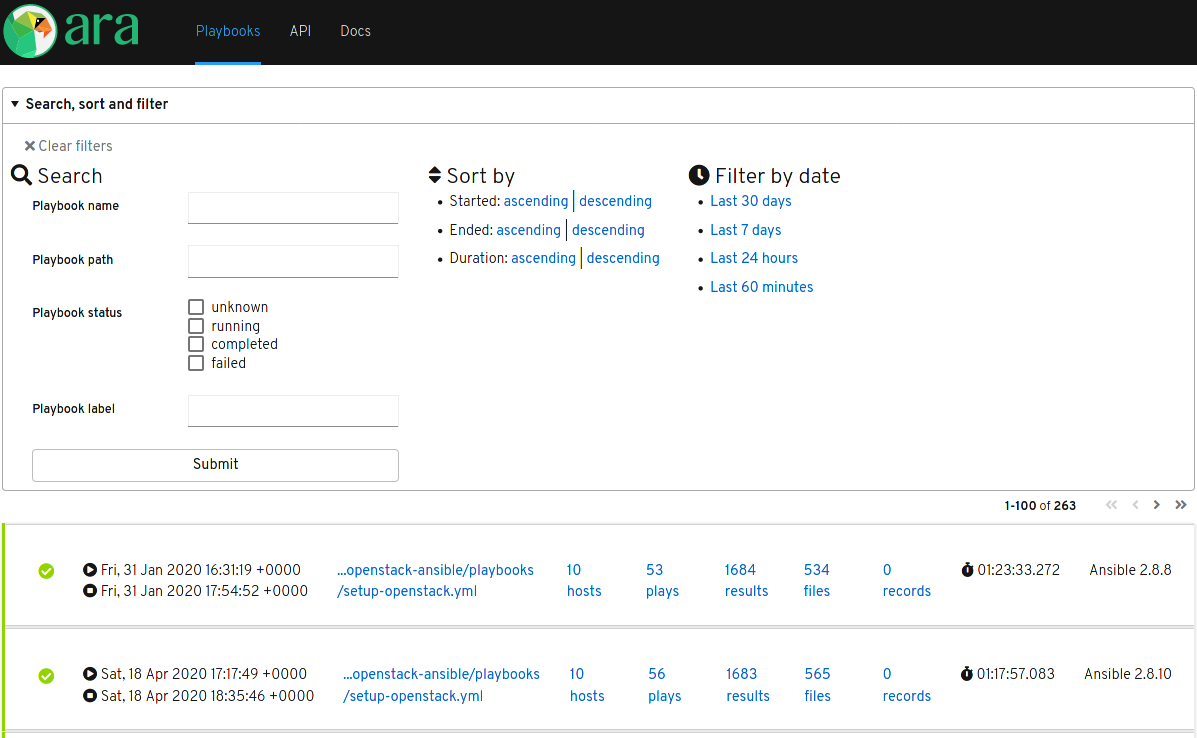 ara
Playbooks API Docs
Search, sort and filter
Clear filters
Search
Playbook name
Playbook path
Playbook status
unknown
running
completed
failed
Playbook label
Submit
Sort by
Started: ascending | descending
Ended: ascending | descending
Duration: ascending | descending
Filter by date
Last 30 days
Last 7 days
Last 24 hours
Last 60 minutes
1-100 of 263
Fri, 31 Jan 2020 16:31:19 +0000 ...openstack-ansible/playbooks 10 53 1684 534 0 01:23:33.272 Ansible 2.8.8
Fri, 31 Jan 2020 17:54:52 +0000 /setup-openstack.yml hosts plays results files records
Sat, 18 Apr 2020 17:17:49 +0000 ...openstack-ansible/playbooks 10 56 1683 565 0 01:17:57.083 Ansible 2.8.10
Sat, 18 Apr 2020 18:35:46 +0000 /setup-openstack.yml hosts plays results files records